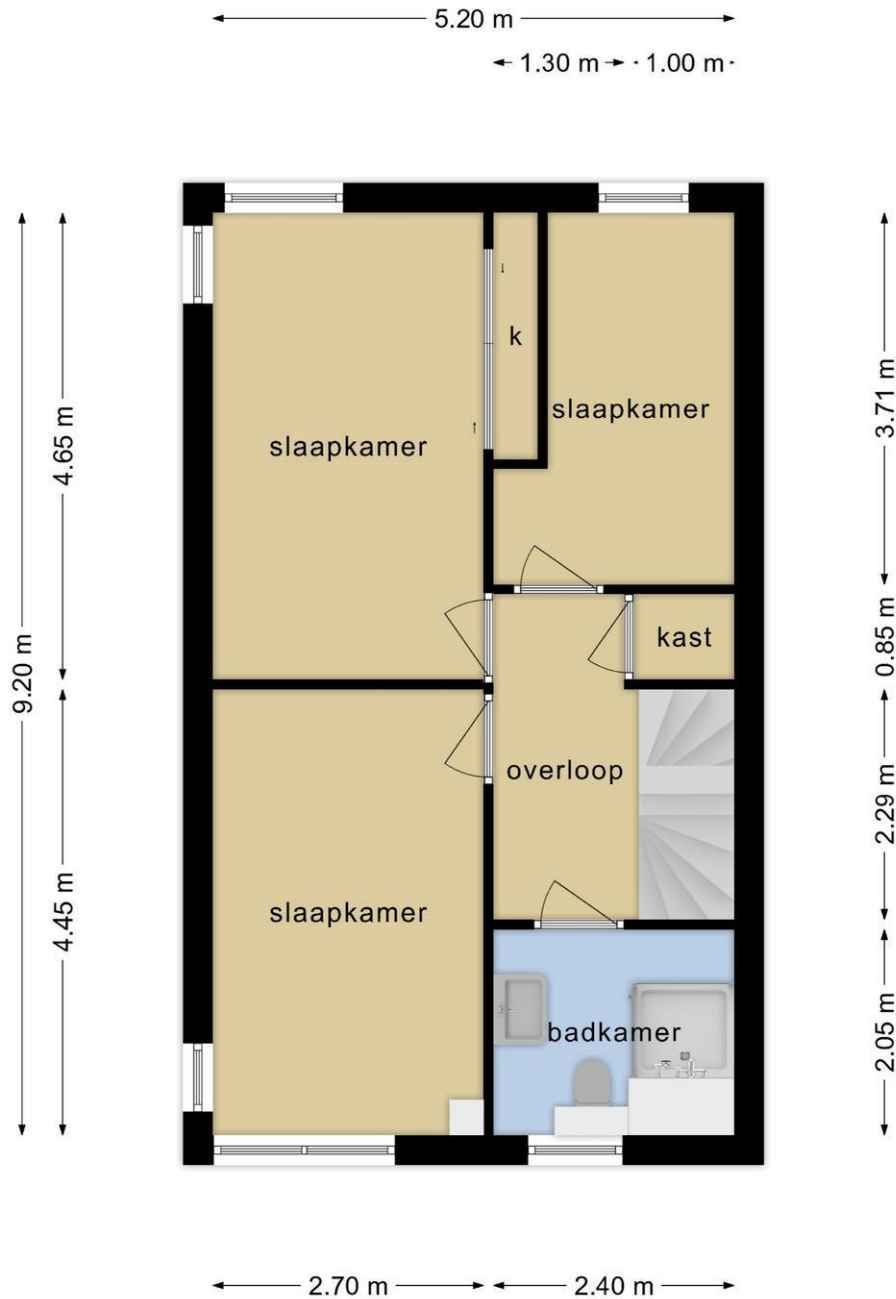 5.20 m
1.30 m
1.00 m
9.20 m
4.65 m
4.45 m
slaapkamer
k
slaapkamer
kast
overloop
slaapkamer
badkamer
3.71 m
0.85 m
2.29 m
2.05 m
2.70 m
2.40 m